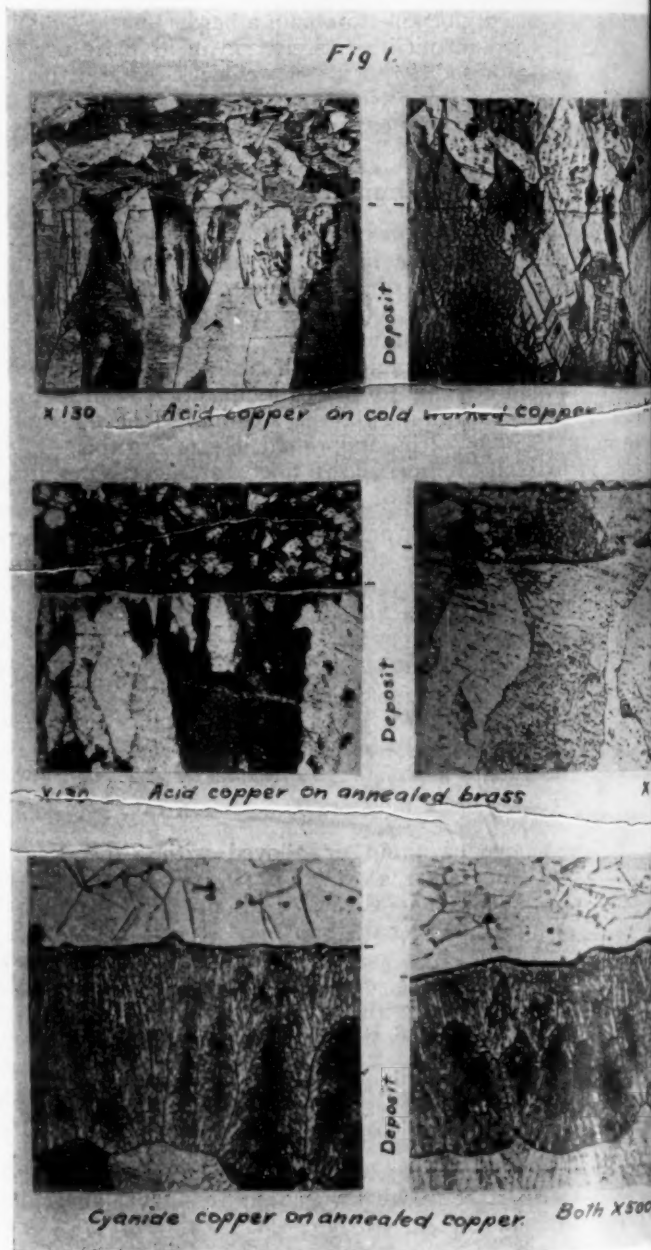 Fig 1.
Deposit
X 130 Acid copper on cold worked copper
Deposit
X130 Acid copper on annealed brass X
Deposit
Cyanide copper on annealed copper. Both X500